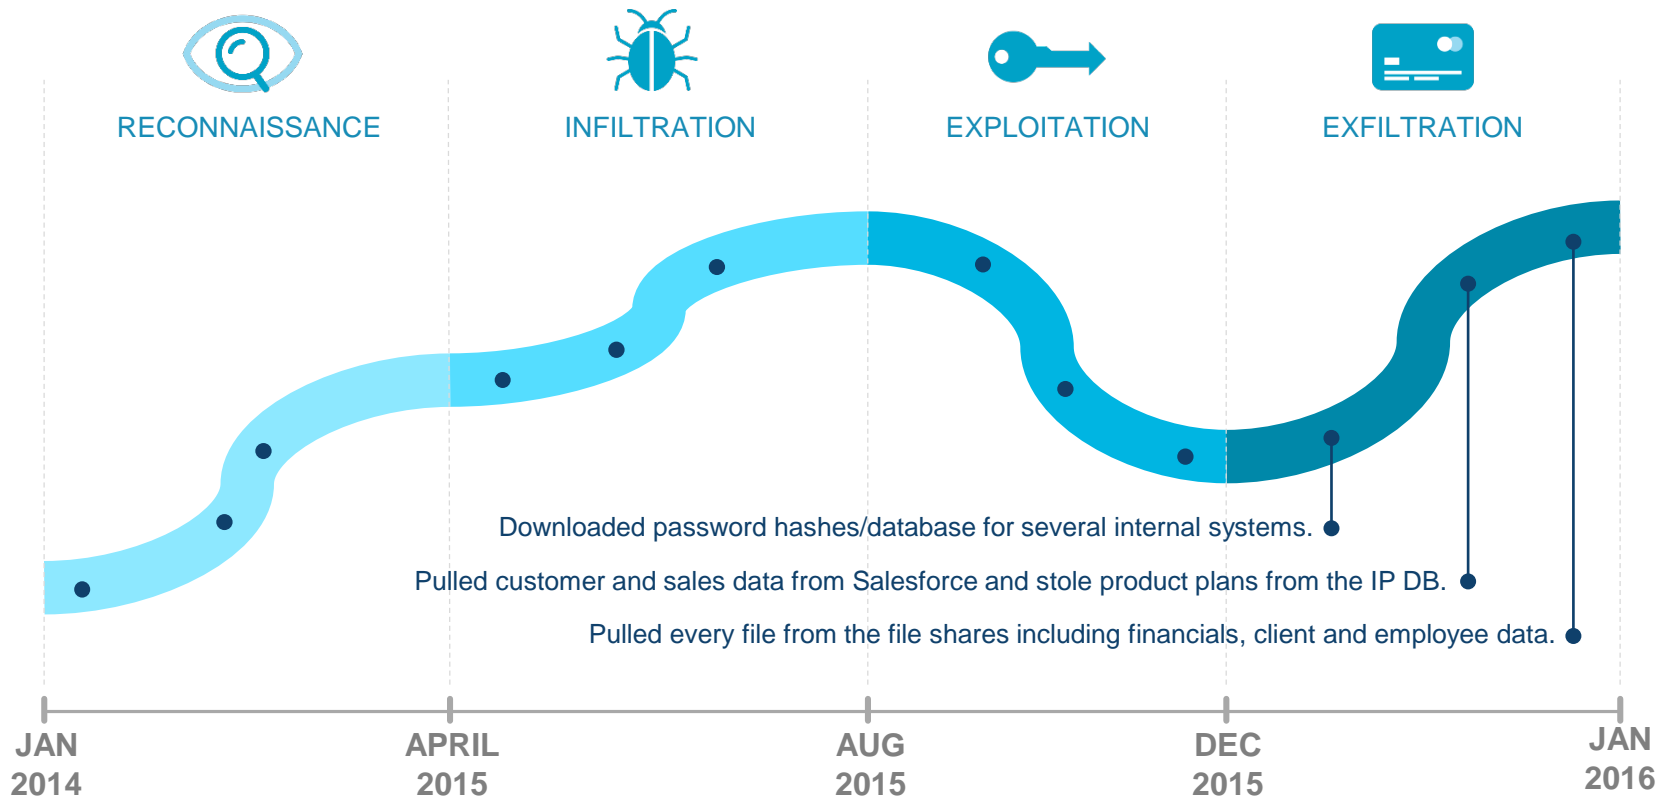 RECONNAISSANCE
INFILTRATION
EXPLOITATION
EXFILTRATION
Downloaded password hashes/database for several internal systems.
Pulled customer and sales data from Salesforce and stole product plans from the IP DB.
Pulled every file from the file shares including financials, client and employee data.
JAN
2014
APRIL
2015
AUG
2015
DEC
2015
JAN
2016